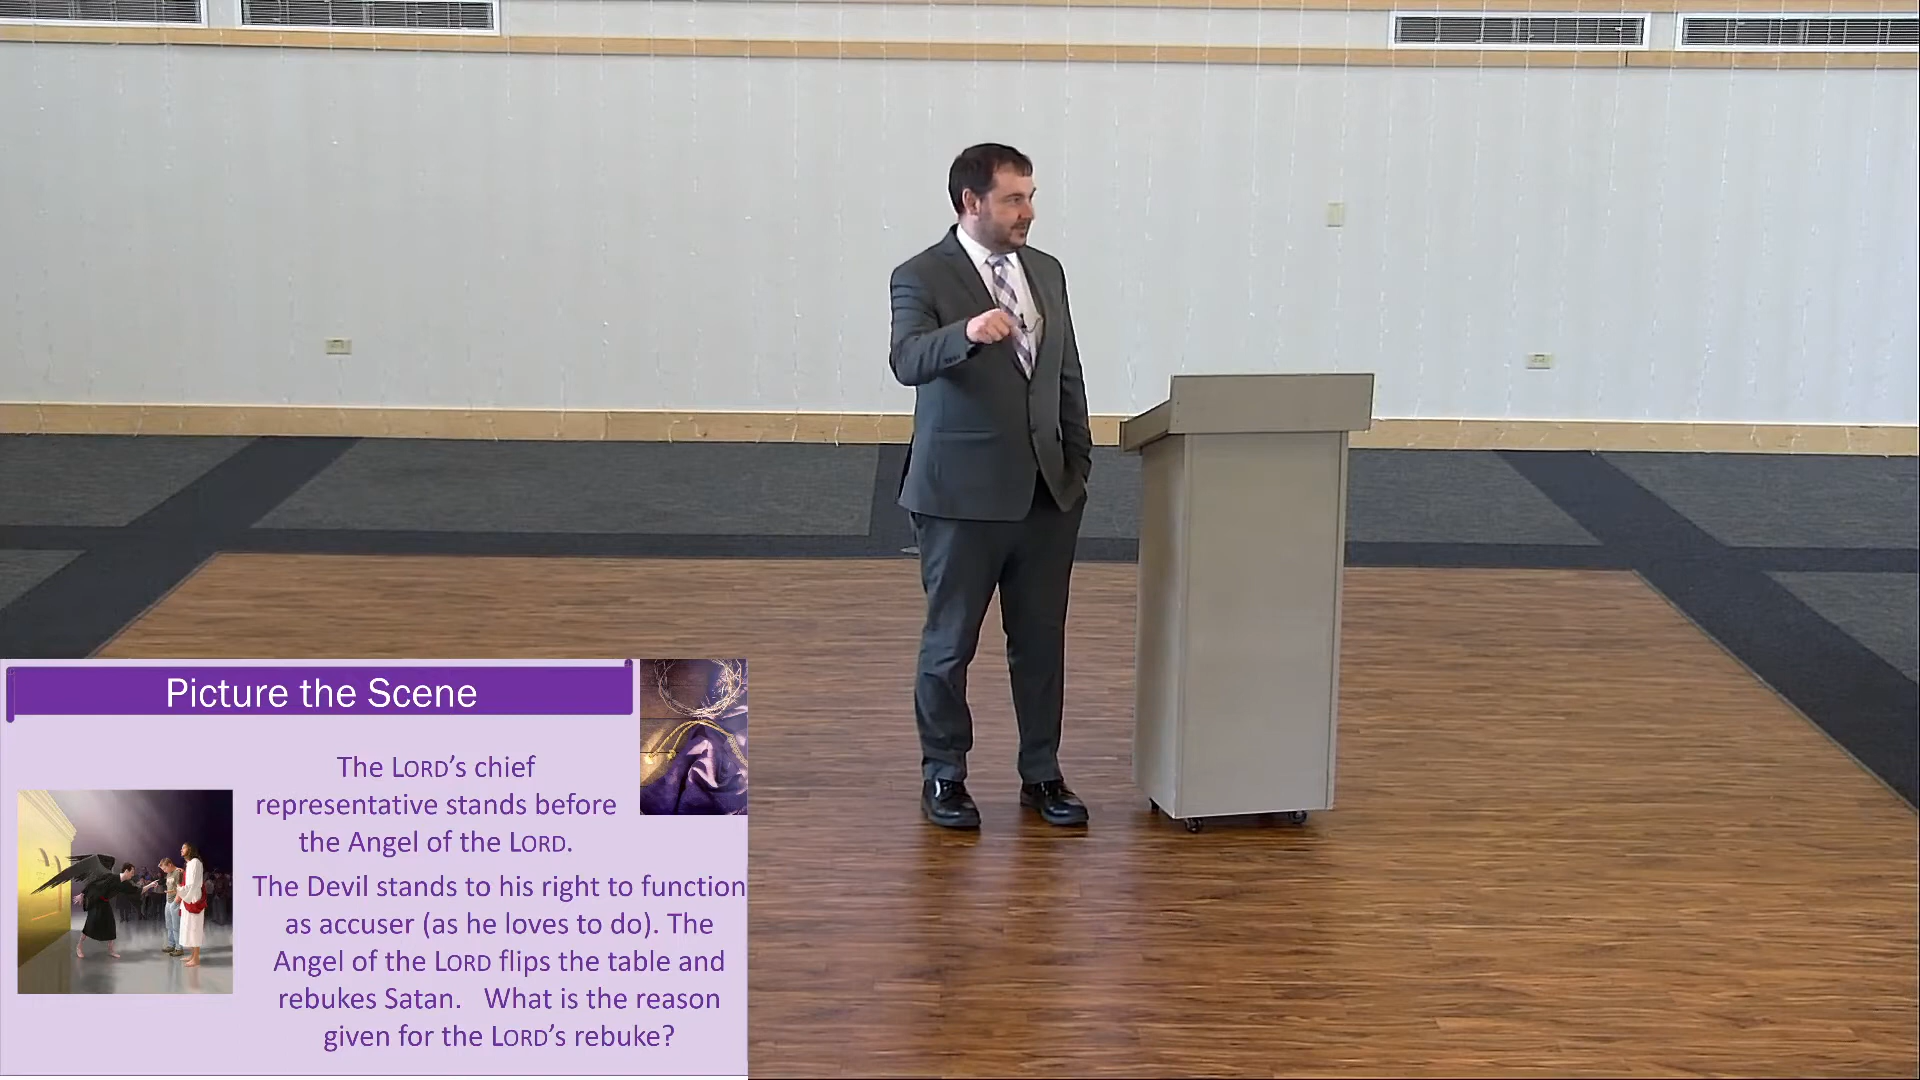 Picture the Scene
The LORD’s chief
representative stands before
the Angel of the LORD.
The Devil stands to his right to function
as accuser (as he loves to do). The
Angel of the LORD flips the table and
rebukes Satan.   What is the reason
given for the LORD’s rebuke?